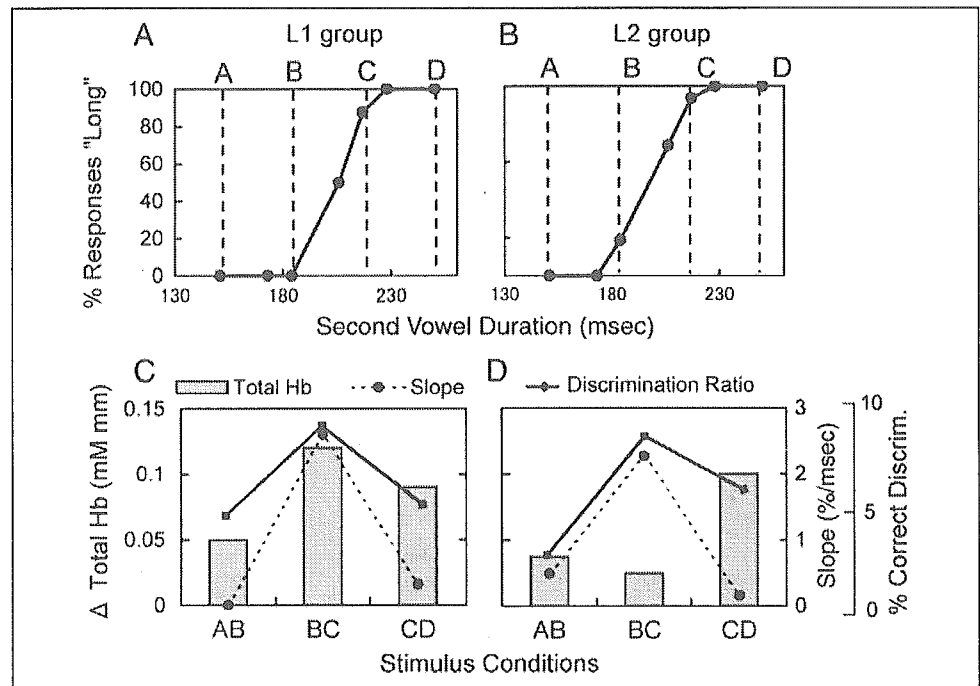 A L1 group
B L2 group
A B C D
A B C D
% Responses "Long"
100
80
60
40
20
0
130 180 230
130 180 230
Second Vowel Duration (msec)
C Total Hb Slope D Discrimination Ratio
Δ Total Hb (mM mm)
0.15
0.1
0.05
0
3
2
1
0
Slope (%/msec)
10
5
0
% Correct Discrim.
AB BC CD
AB BC CD
Stimulus Conditions